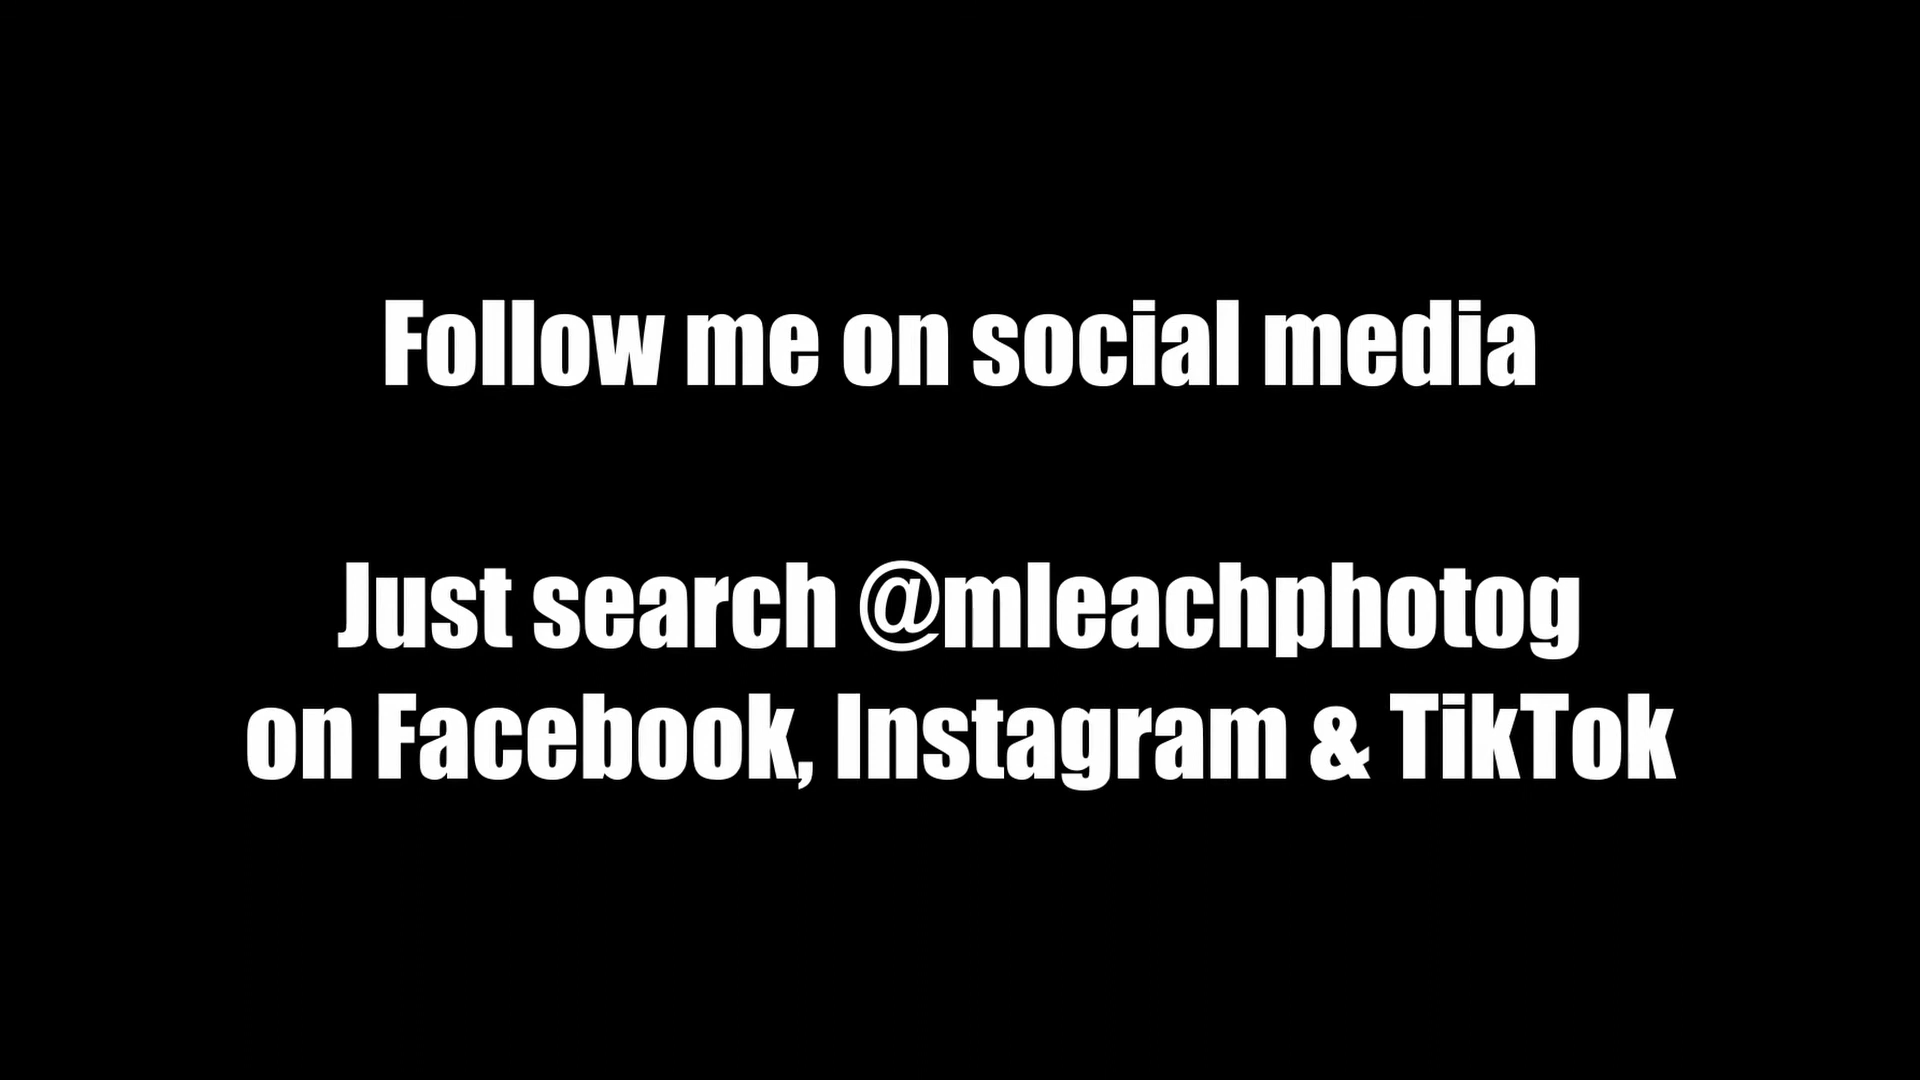 Follow me on social media
Just search @mleachphotog
on Facebook, Instagram & TikTok